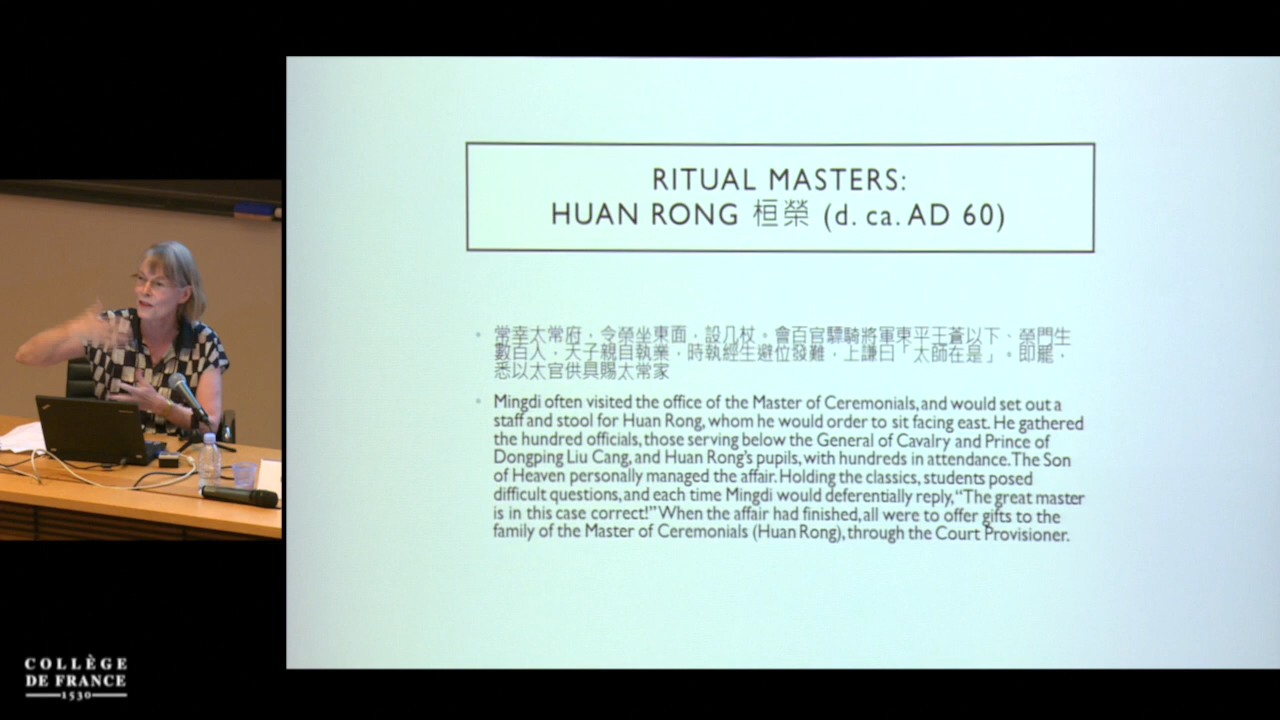 RITUAL MASTERS:
HUAN RONG 桓榮 (d. ca. AD 60)
常幸太常府，令榮坐東面，設几杖。會百官驃騎將軍東平王蒼以下、榮門生
數百人，天子親自執業，時執經生避位發難，上謙曰「太師在是」。即罷，
悉以太官供具賜太常家
Mingdi often visited the office of the Master of Ceremonials, and would set out a
staff and stool for Huan Rong, whom he would order to sit facing east. He gathered
the hundred officials, those serving below the General of Cavalry and Prince of
Dongping Liu Cang, and Huan Rong's pupils, with hundreds in attendance. The Son
of Heaven personally managed the affair. Holding the classics, students posed
difficult questions, and each time Mingdi would deferentially reply, “The great master
is in this case correct!” When the affair had finished, all were to offer gifts to the
family of the Master of Ceremonials (Huan Rong), through the Court Provisioner.
COLLÈGE
DE FRANCE
1530